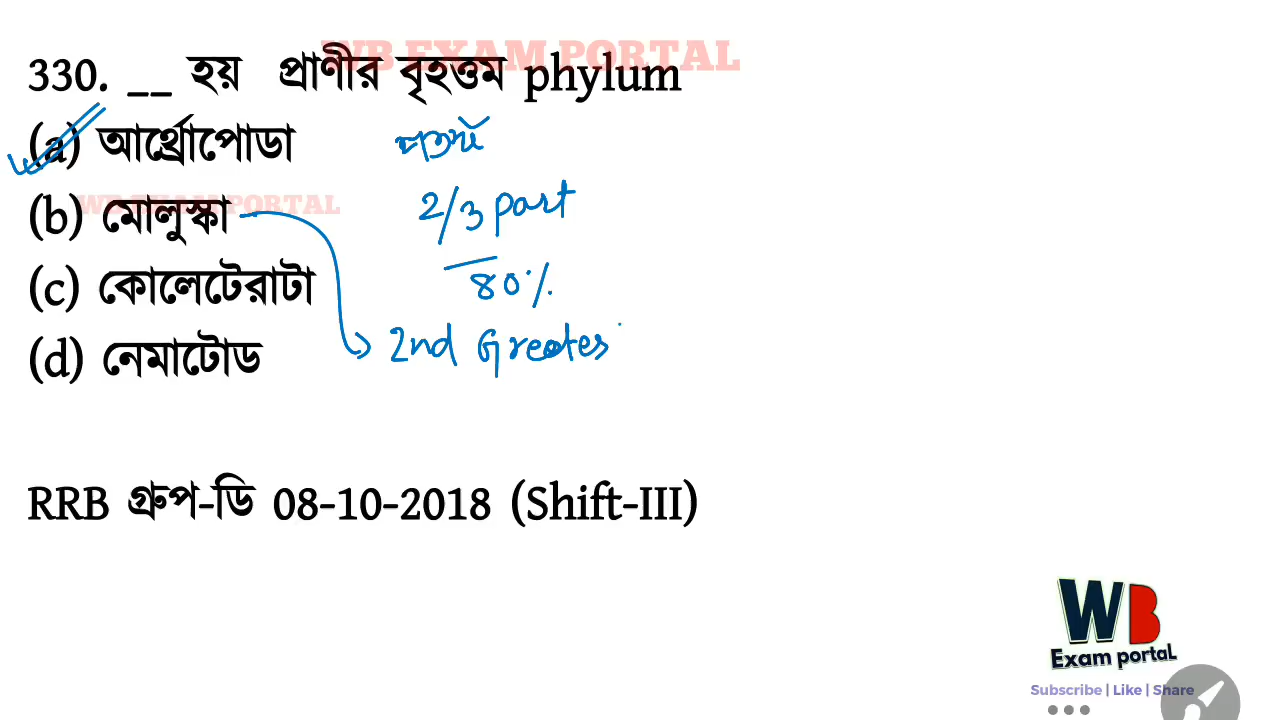 WB EXAM PORTAL
330. __ হয় প্রাণীর বৃহত্তম phylum
(a) আর্থ্রোপোডা
(b) মোলুস্কা
WB EXAM PORTAL
2/3 part
(c) কোলেটেরাটা
80%
(d) নেমাটোড
2nd Greates
RRB গ্রুপ-ডি 08-10-2018 (Shift-III)
WB
Exam portaL
Subscribe | Like | Share